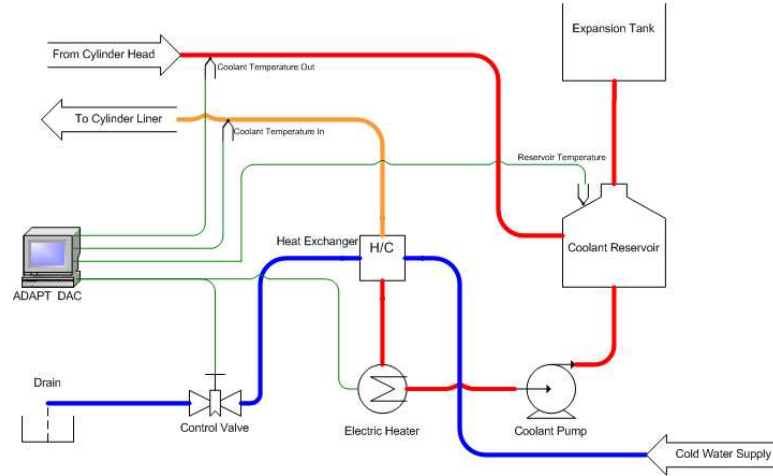 Expansion Tank
From Cylinder Head
Coolant Temperature Out
To Cylinder Liner
Coolant Temperature In
Reservoir Temperature
Heat Exchanger
H/C
Coolant Reservoir
ADAPT DAC
Drain
Control Valve
Electric Heater
Coolant Pump
Cold Water Supply